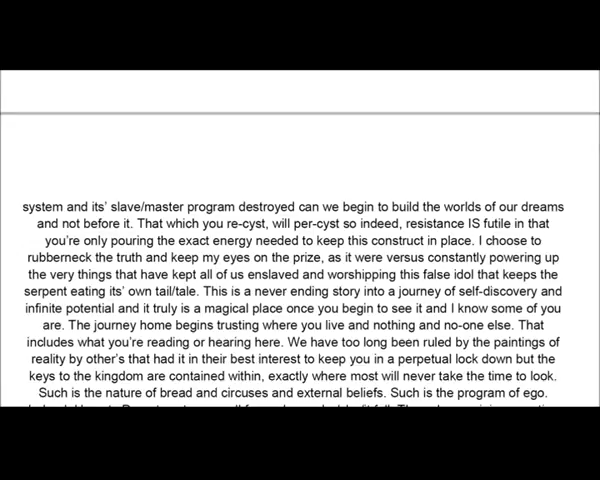 system and its' slave/master program destroyed can we begin to build the worlds of our dreams
and not before it. That which you re-cyst, will per-cyst so indeed, resistance IS futile in that
you're only pouring the exact energy needed to keep this construct in place. I choose to
rubberneck the truth and keep my eyes on the prize, as it were versus constantly powering up
the very things that have kept all of us enslaved and worshipping this false idol that keeps the
serpent eating its' own tail/tale. This is a never ending story into a journey of self-discovery and
infinite potential and it truly is a magical place once you begin to see it and I know some of you
are. The journey home begins trusting where you live and nothing and no-one else. That
includes what you're reading or hearing here. We have too long been ruled by the paintings of
reality by other's that had it in their best interest to keep you in a perpetual lock down but the
keys to the kingdom are contained within, exactly where most will never take the time to look.
Such is the nature of bread and circuses and external beliefs. Such is the program of ego.